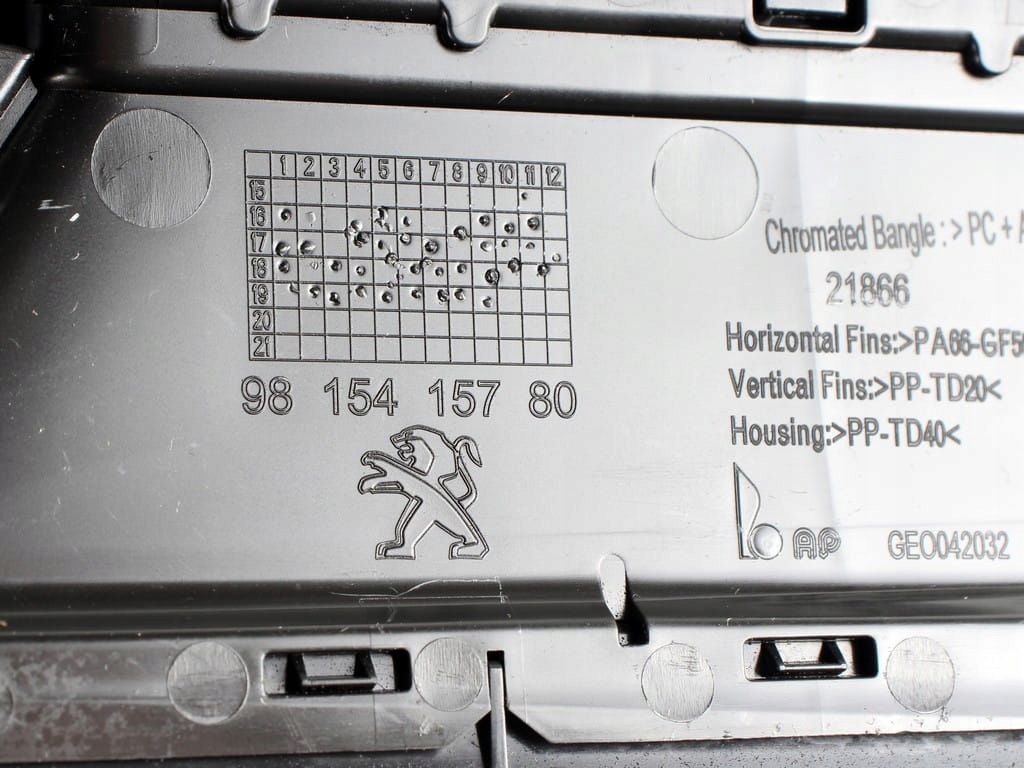 1 2 3 4 5 6 7 8 9 10 11 12
15
16
17
18
19
20
21
98 154 157 80
Chromated Bangle :>PC+A
21866
Horizontal Fins:>PA66-GF5
Vertical Fins:>PP-TD20<
Housing:>PP-TD40<
AP GEO042032